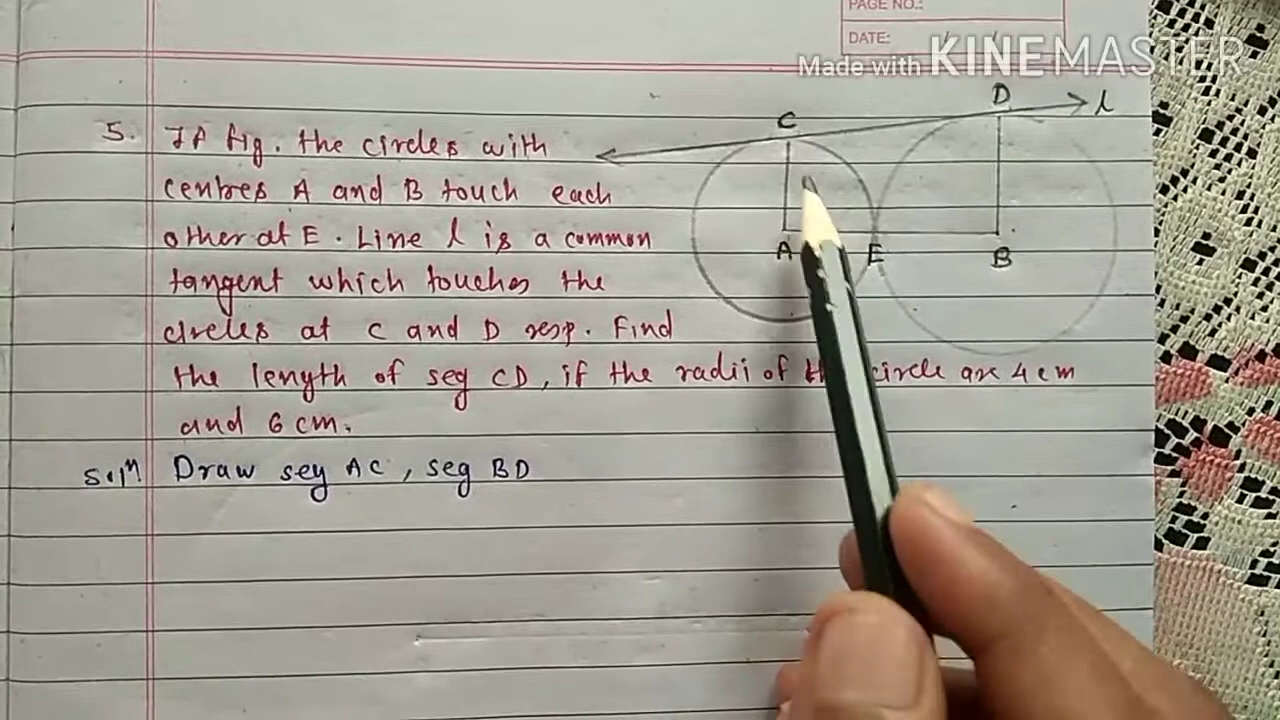 PAGE NO.:
DATE: / /
Made with KINEMASTER
C D l
5. If fig. the circles with
centres A and B touch each
other at E. Line l is a common
A E B
tangent which touches the
circles at C and D resp. Find
the length of seg CD, if the radii of circle are 4 cm
and 6 cm.
Solⁿ Draw seg AC, seg BD